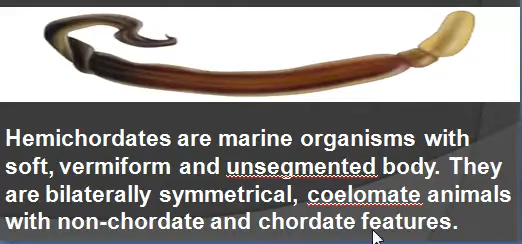 Hemichordates are marine organisms with
soft, vermiform and unsegmented body. They
are bilaterally symmetrical, coelomate animals
with non-chordate and chordate features.